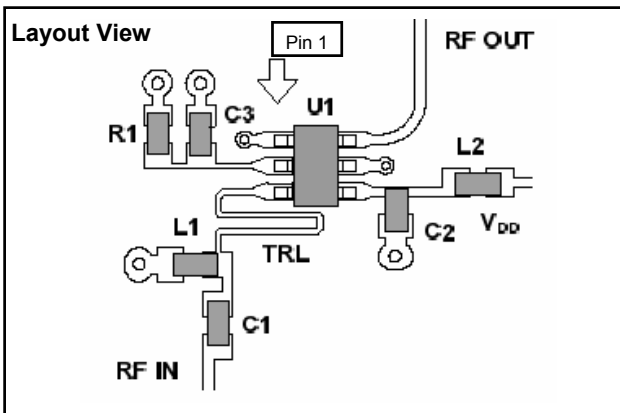 Layout View
Pin 1
RF OUT
C3
U1
R1
L2
L1
TRL
C2
VDD
C1
RF IN